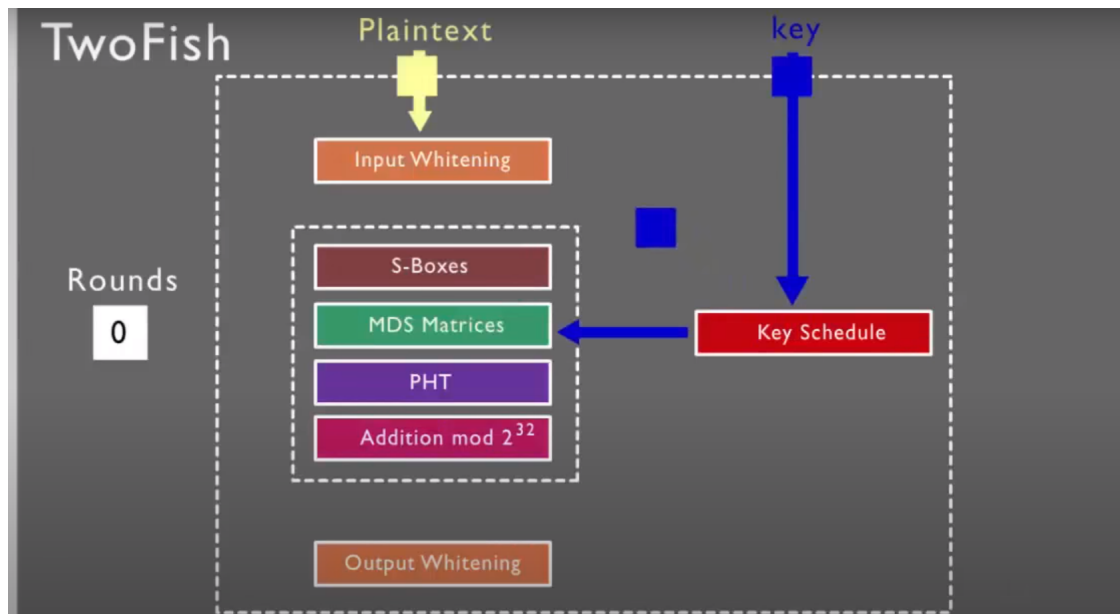 TwoFish
Plaintext
key
Input Whitening
S-Boxes
Rounds
0
MDS Matrices
Key Schedule
PHT
Addition mod 2³²
Output Whitening